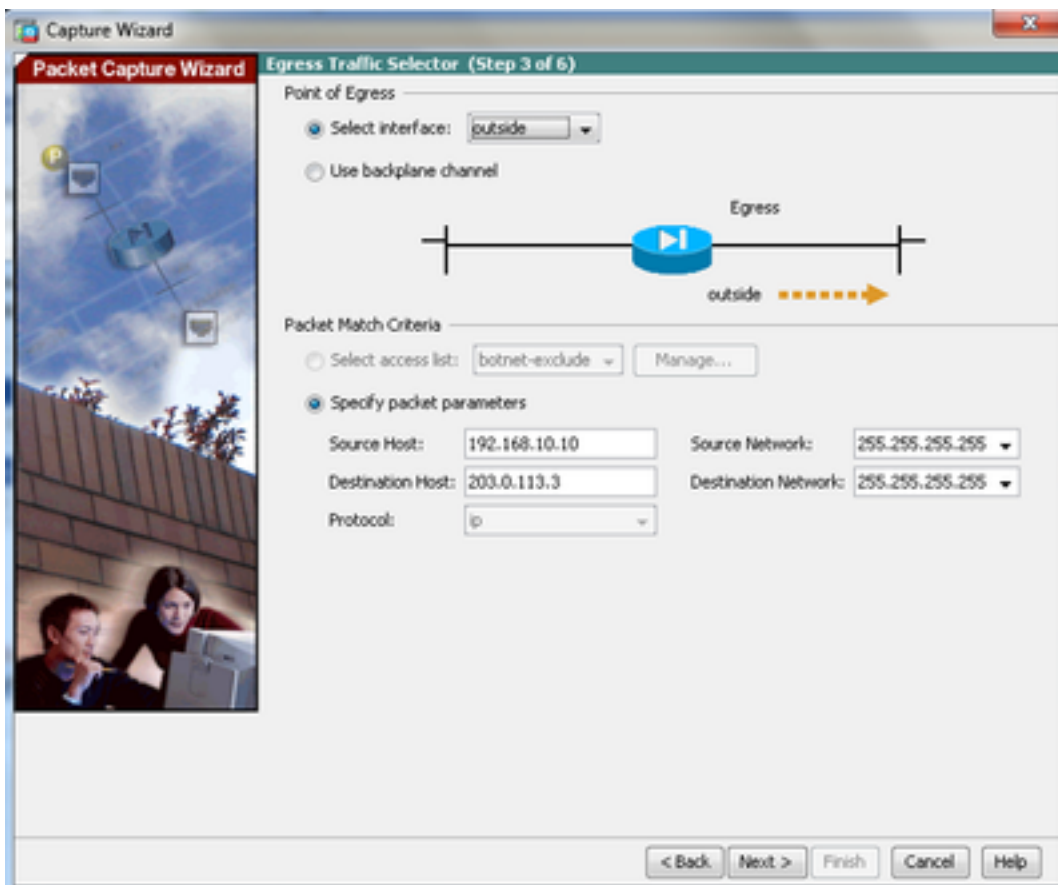 Capture Wizard
Packet Capture Wizard
Egress Traffic Selector (Step 3 of 6)
Point of Egress
Select interface: outside
Use backplane channel
Egress
outside
Packet Match Criteria
Select access list: botnet-exclude Manage...
Specify packet parameters
Source Host: 192.168.10.10 Source Network: 255.255.255.255
Destination Host: 203.0.113.3 Destination Network: 255.255.255.255
Protocol: ip
< Back Next > Finish Cancel Help